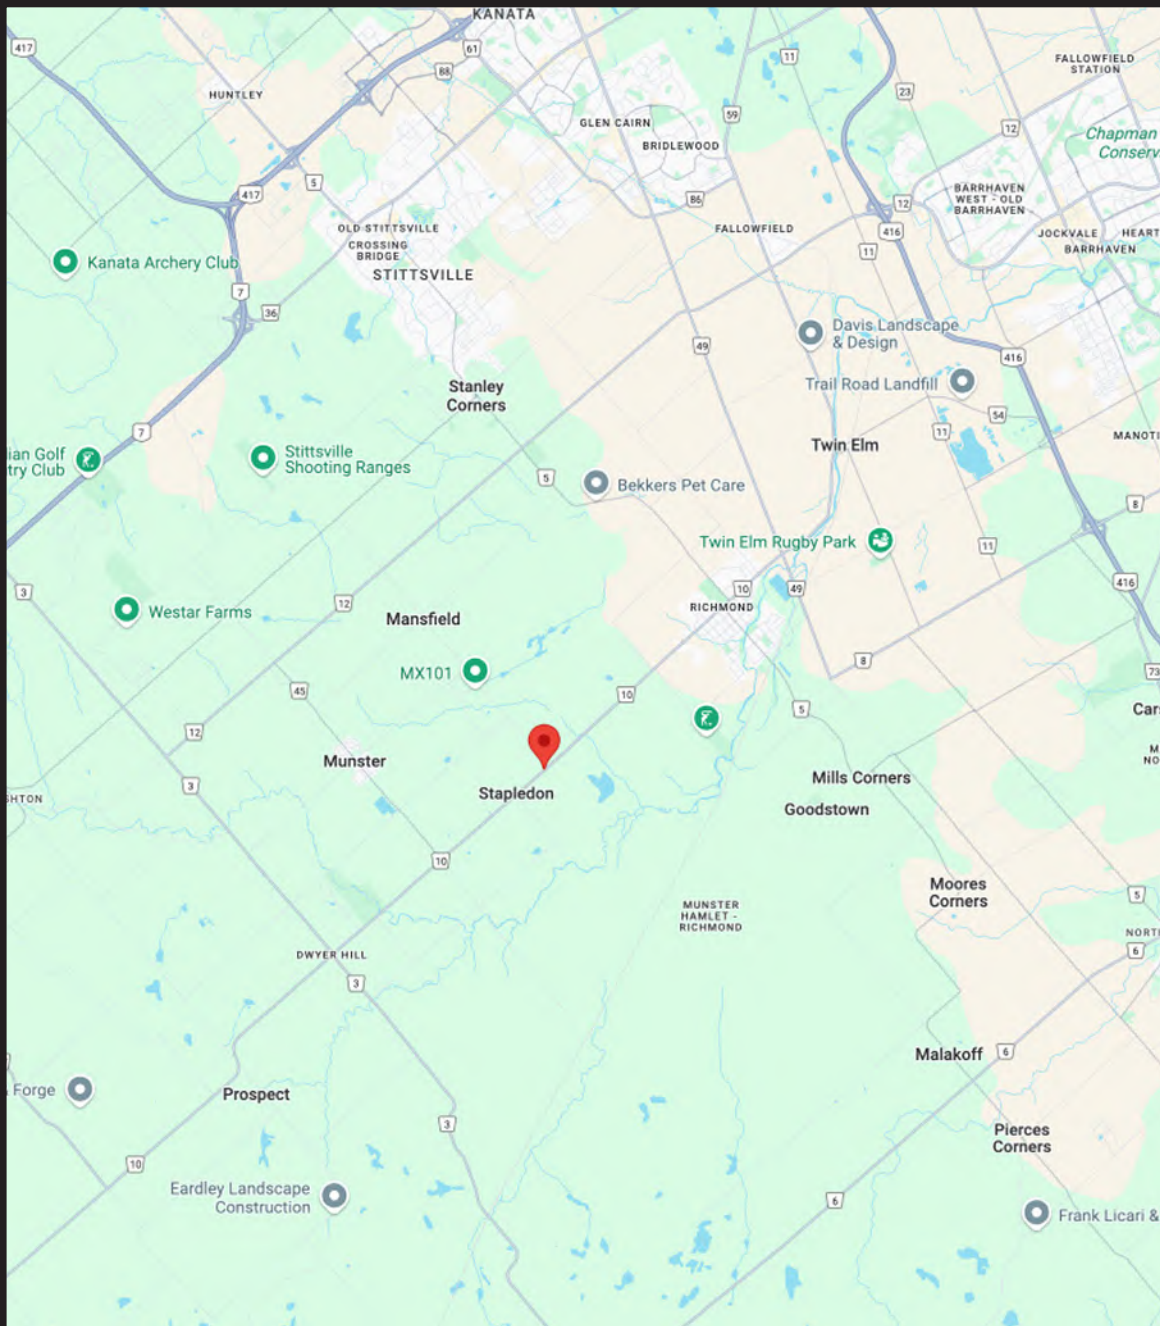 KANATA
417
61
11
FALLOWFIELD
STATION
88
23
HUNTLEY
59
12
GLEN CAIRN
Chapman
BRIDLEWOOD
5
417
86
12
BARRHAVEN
WEST - OLD
BARRHAVEN
OLD STITTSVILLE
FALLOWFIELD
416
JOCKVALE
HEART
CROSSING
BRIDGE
11
BARRHAVEN
Kanata Archery Club
STITTSVILLE
7
36
Davis Landscape
& Design
49
416
Stanley
Corners
Trail Road Landfill
54
7
11
MANOTI
Twin Elm
ian Golf
try Club
Stittsville
Shooting Ranges
5
Bekkers Pet Care
8
Twin Elm Rugby Park
11
3
10
49
416
12
RICHMOND
Westar Farms
Mansfield
8
MX101
73
45
10
5
Cars
12
Munster
3
Stapledon
Mills Corners
SHTON
Goodstown
10
Moores
Corners
5
MUNSTER
HAMLET -
RICHMOND
NORT
6
DWYER HILL
3
Malakoff
6
Forge
Prospect
3
Pierces
Corners
10
Eardley Landscape
Construction
6
Frank Licari &